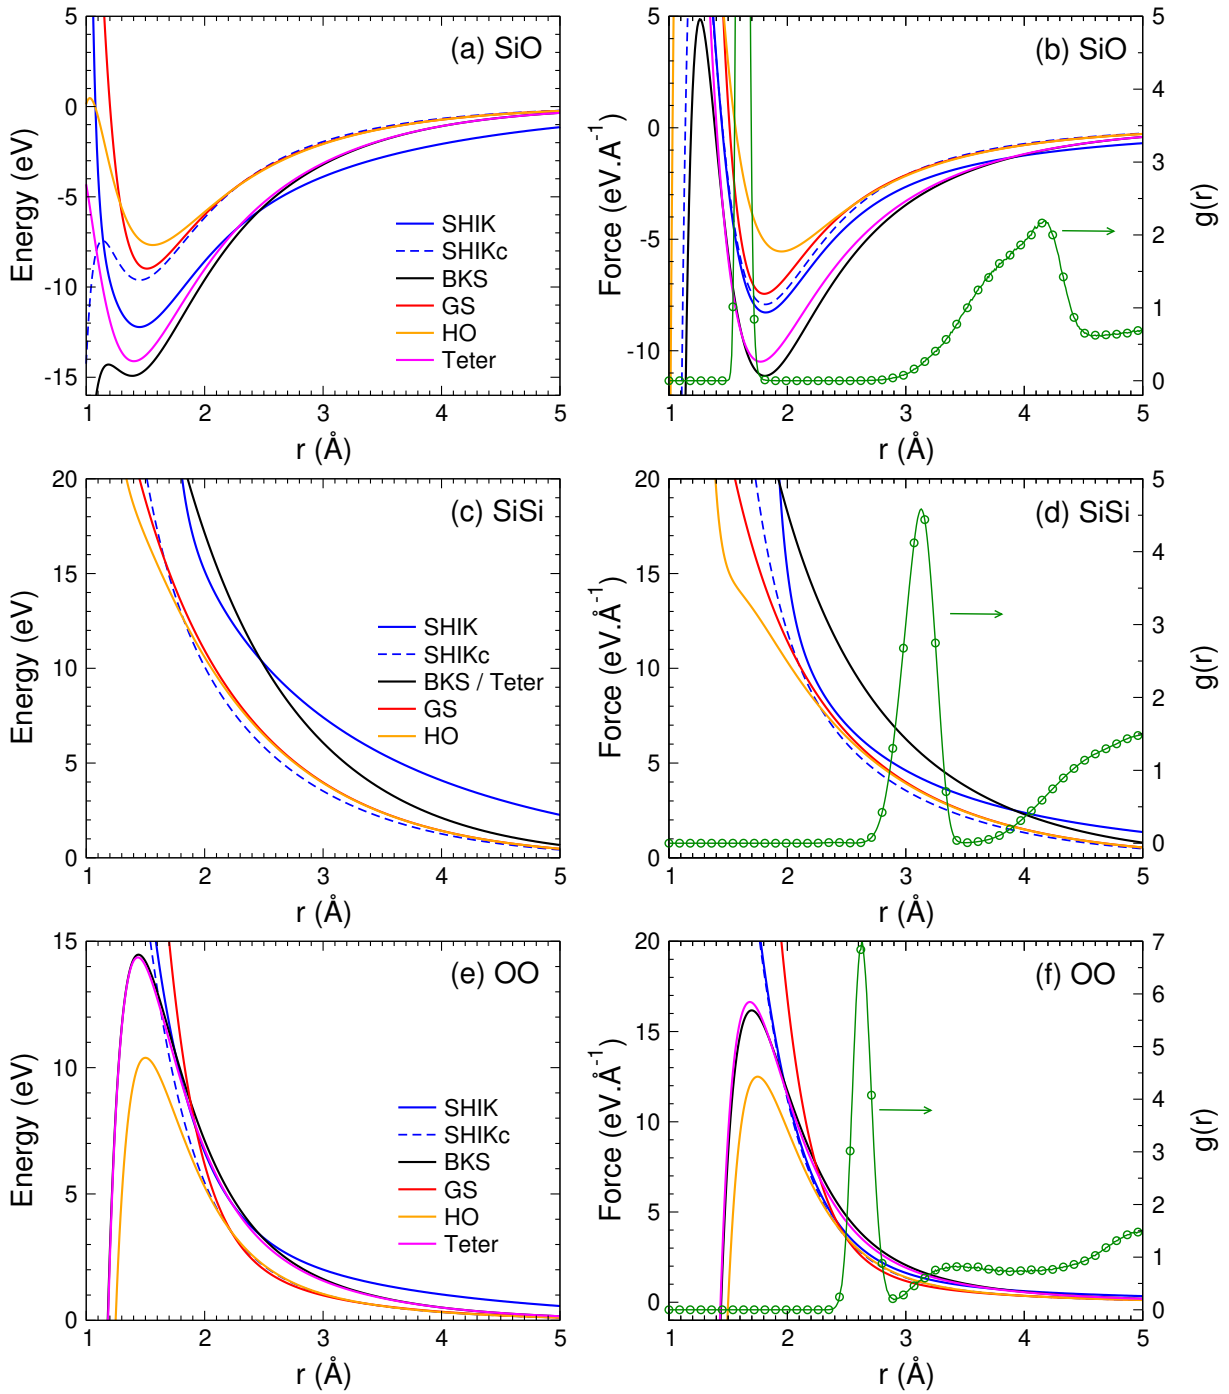 (a) SiO
Energy (eV)
5
0
-5
-10
-15
SHIK
SHIKc
BKS
GS
HO
Teter
1 2 3 4 5
r (Å)
(b) SiO
Force (eV.A⁻¹)
5
0
-5
-10
5
4
3
2
1
0
g(r)
1 2 3 4 5
r (Å)
(c) SiSi
Energy (eV)
20
15
10
5
0
SHIK
SHIKc
BKS / Teter
GS
HO
1 2 3 4 5
r (Å)
(d) SiSi
Force (eV.Å⁻¹)
20
15
10
5
0
5
4
3
2
1
0
g(r)
1 2 3 4 5
r (Å)
(e) OO
Energy (eV)
15
10
5
0
SHIK
SHIKc
BKS
GS
HO
Teter
1 2 3 4 5
r (Å)
(f) OO
Force (eV.Å⁻¹)
20
16
12
8
4
0
7
6
5
4
3
2
1
0
g(r)
1 2 3 4 5
r (Å)